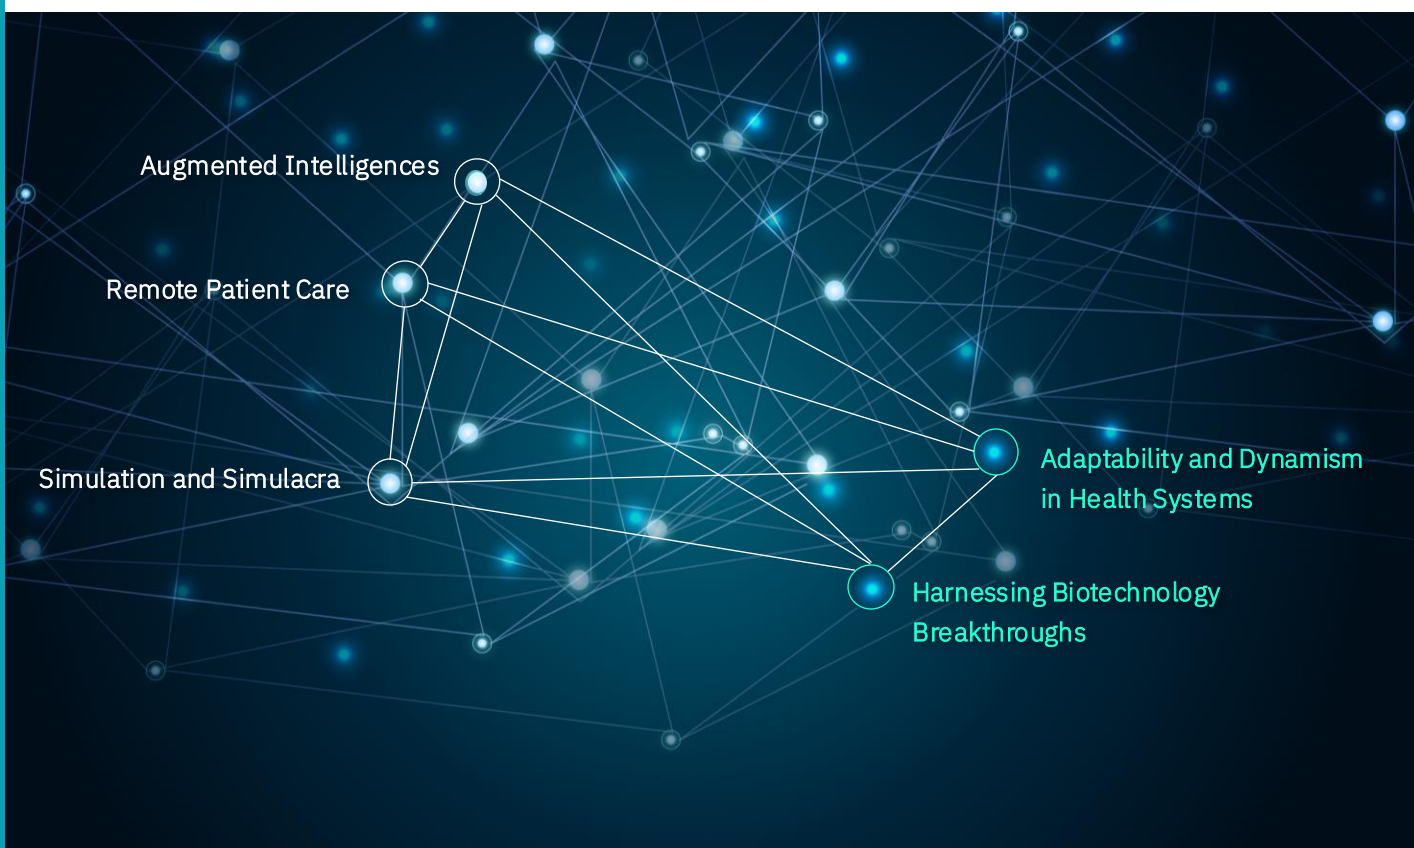 Augmented Intelligences
Remote Patient Care
Simulation and Simulacra
Adaptability and Dynamism
in Health Systems
Harnessing Biotechnology
Breakthroughs